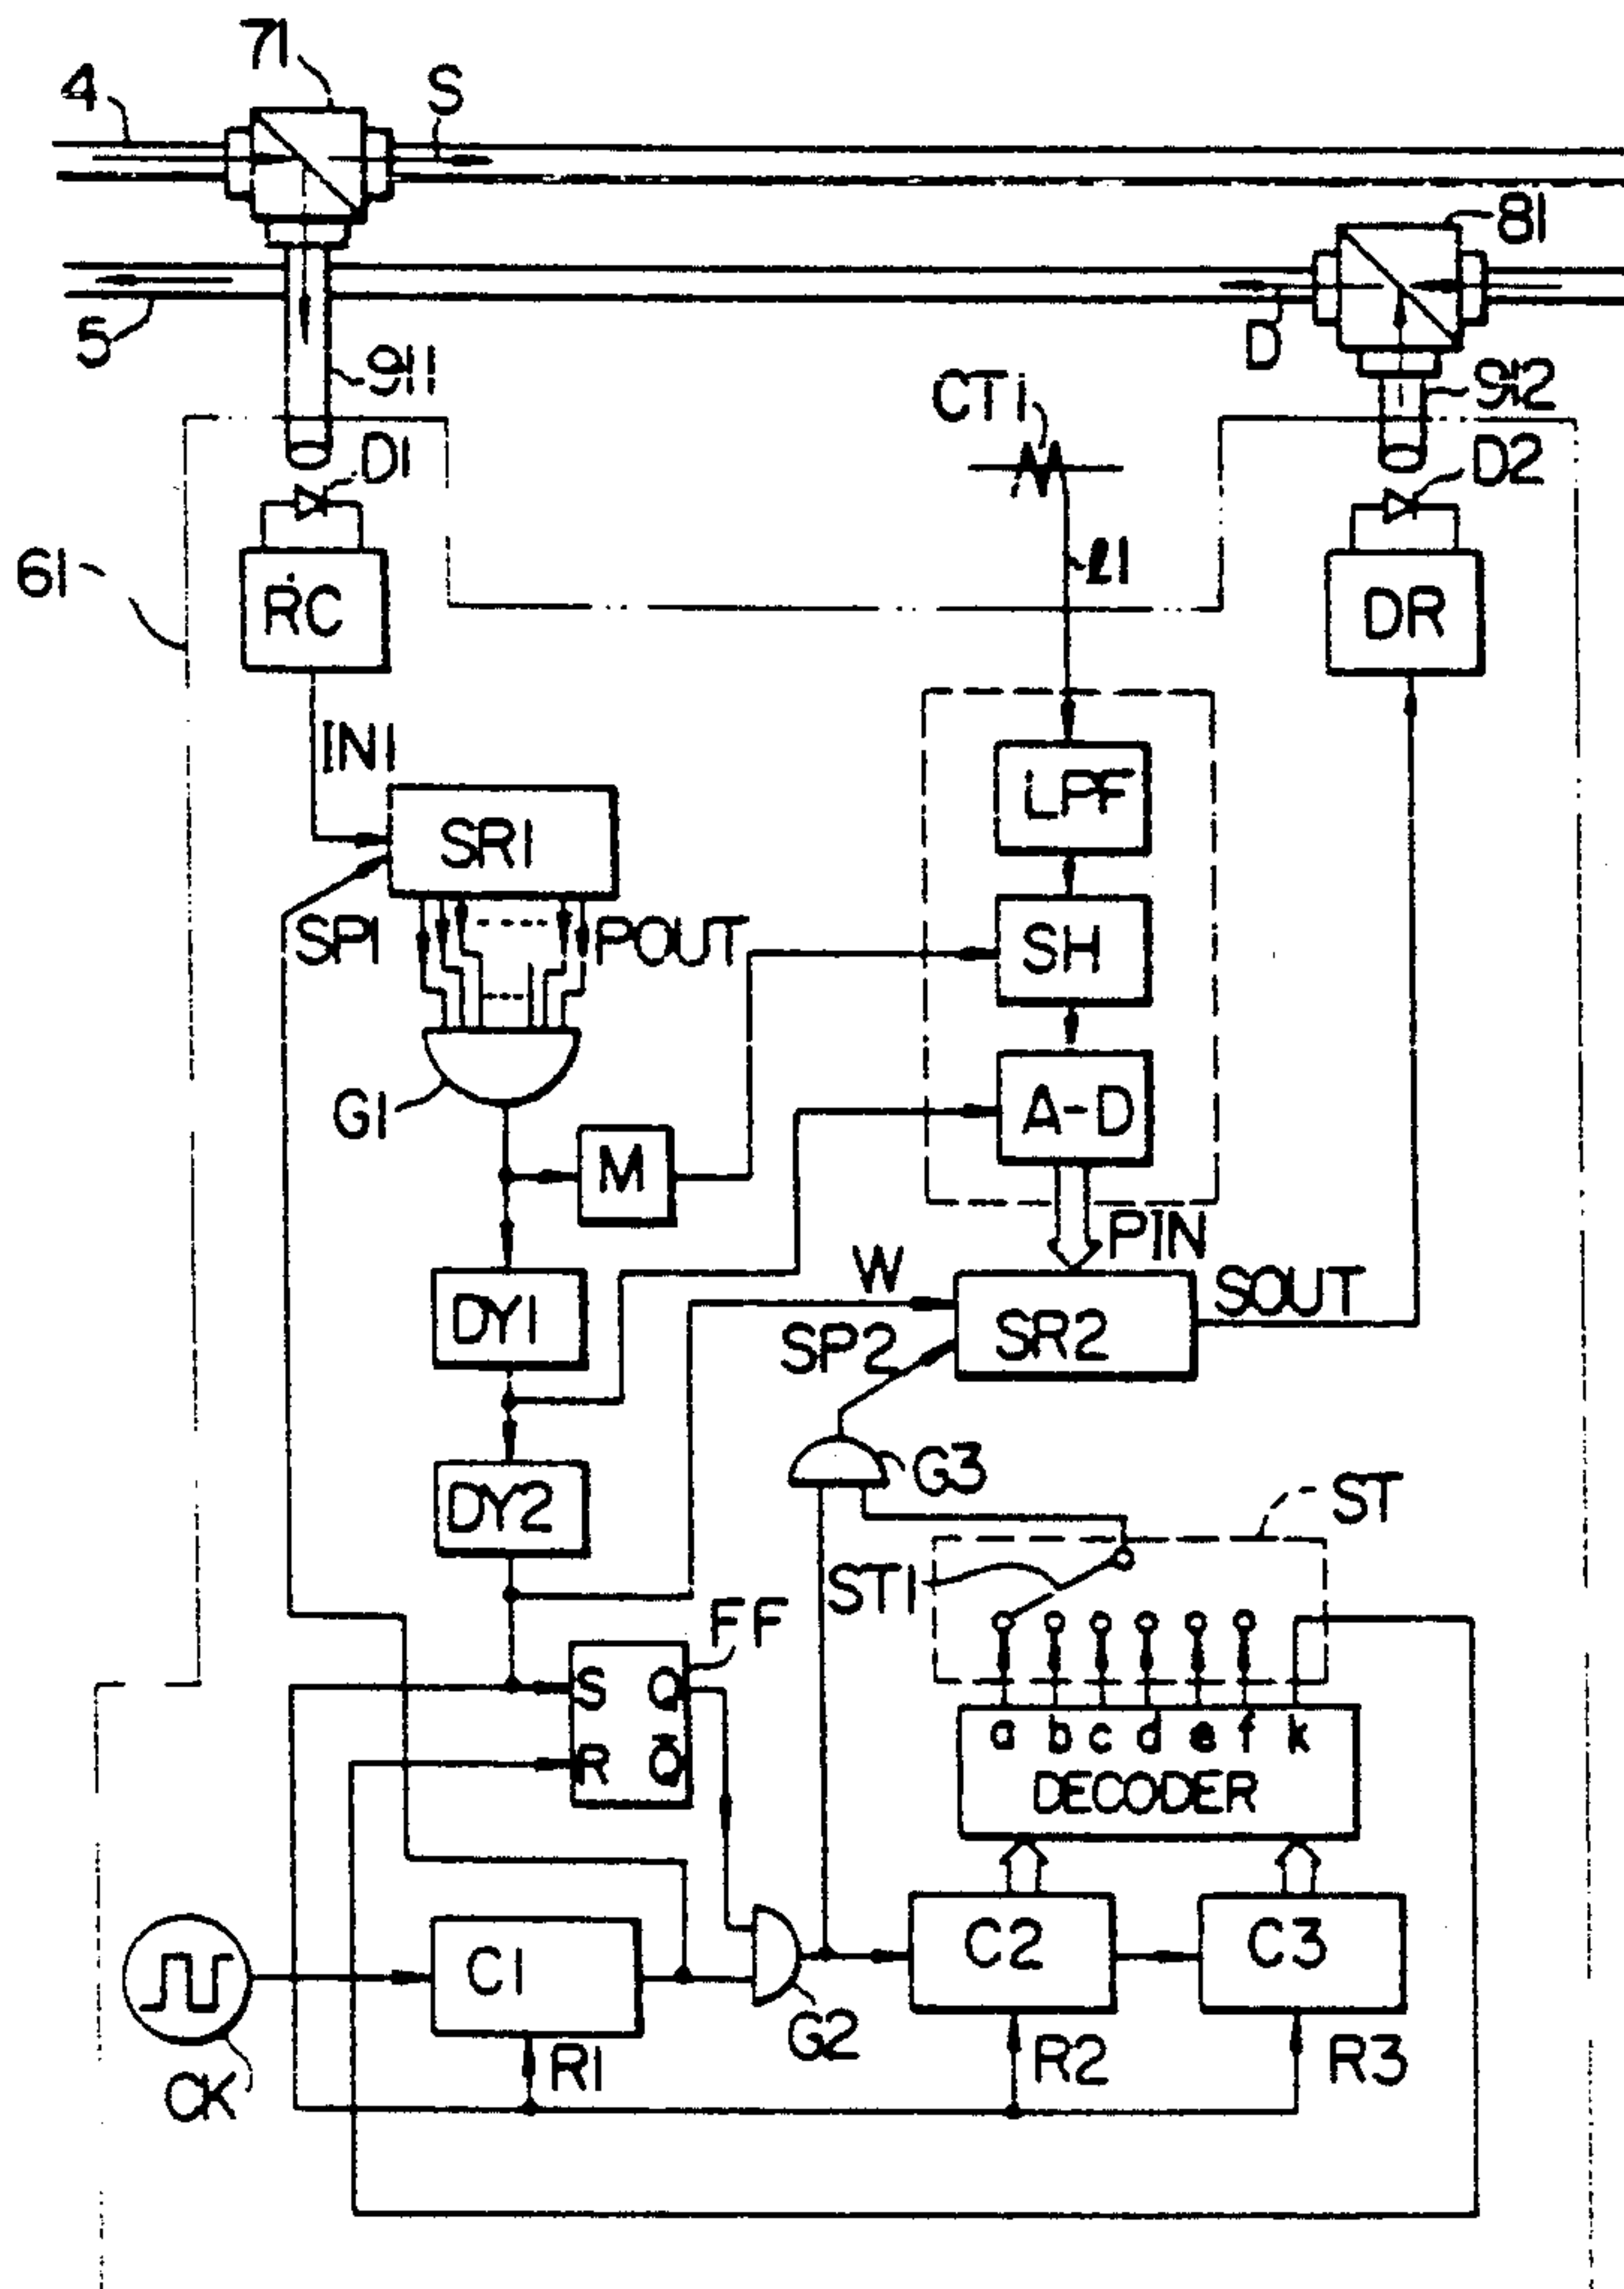 71
4
S
81
5
D
911
912
CT1
D1
D2
61
l1
RC
DR
IN1
LPF
SR1
SP1
POUT
SH
A-D
G1
M
PIN
W
SOUT
DY1
SP2
SR2
G3
DY2
ST
ST1
FF
S Q
a b c d e f k
R Q̄
DECODER
C1
C2
C3
G2
R1
R2
R3
CK